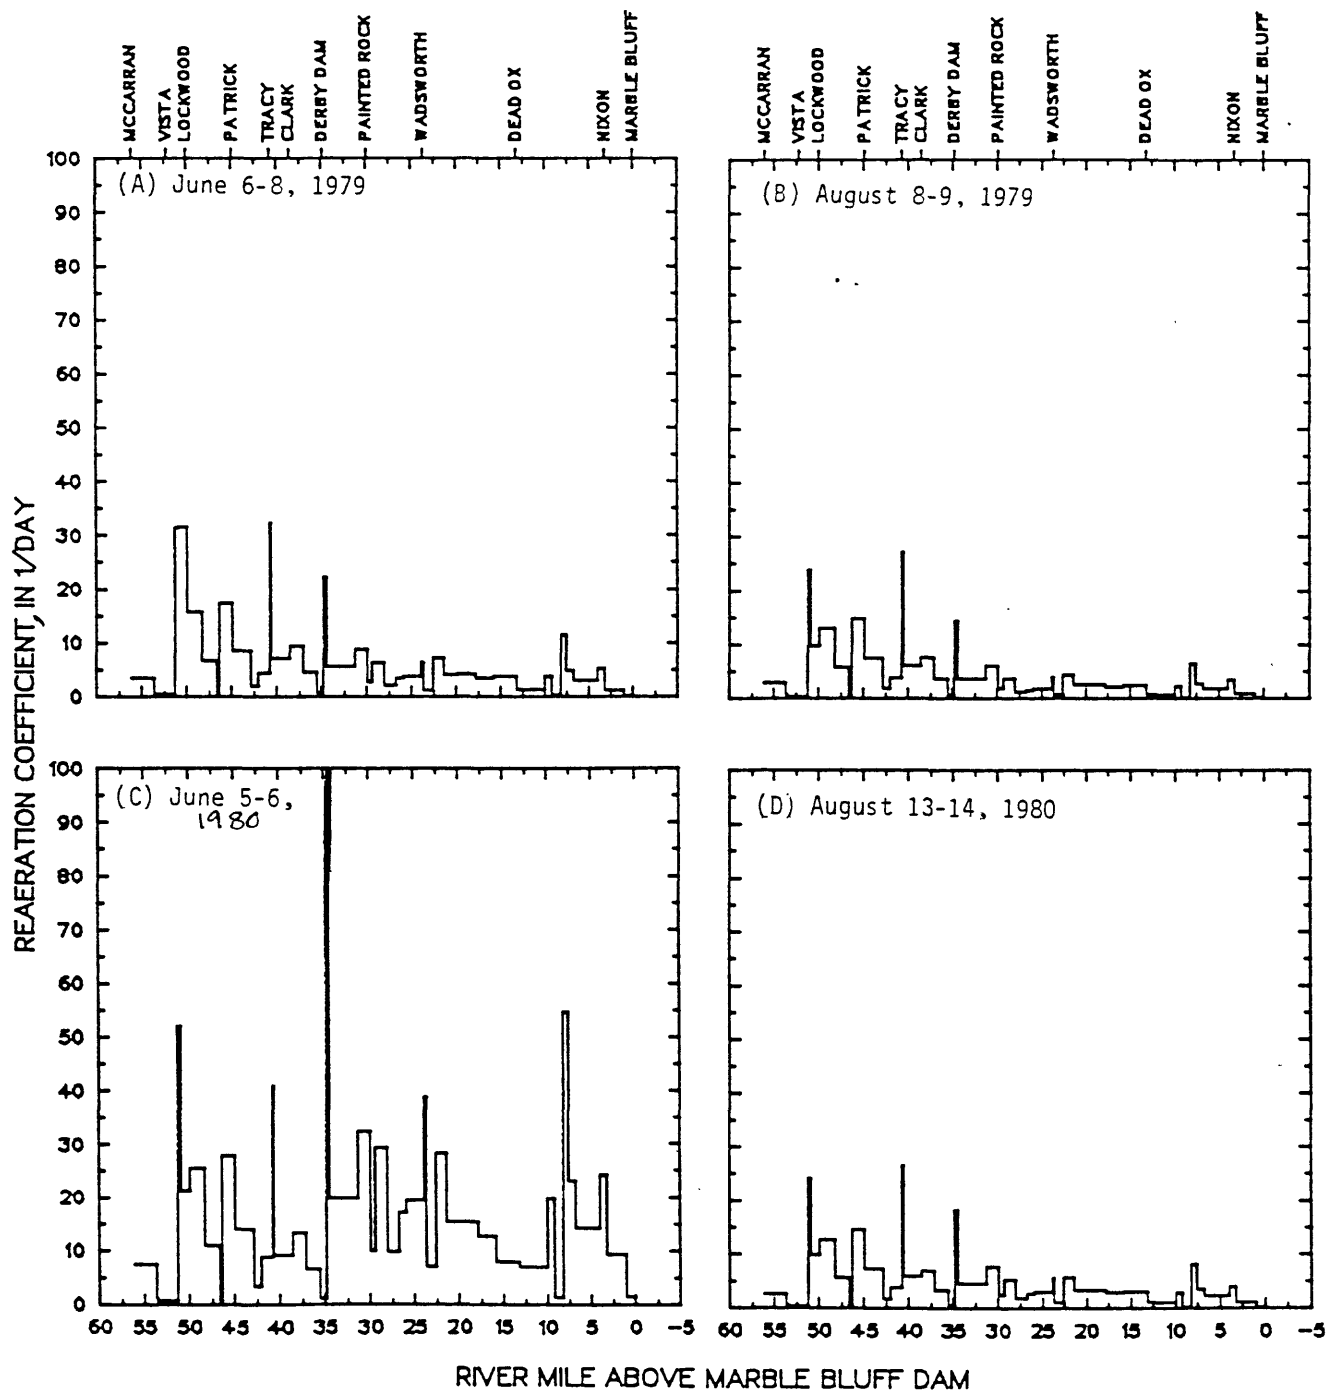 MCCARRAN
VISTA
LOCKWOOD
PATRICK
TRACY
CLARK
DERBY DAM
PAINTED ROCK
WADSWORTH
DEAD OX
NIXON
MARBLE BLUFF
MCCARRAN
VISTA
LOCKWOOD
PATRICK
TRACY
CLARK
DERBY DAM
PAINTED ROCK
WADSWORTH
DEAD OX
NIXON
MARBLE BLUFF
REAERATION COEFFICIENT, IN 1/DAY
100
90
80
70
60
50
40
30
20
10
0
(A) June 6-8, 1979
(B) August 8-9, 1979
100
90
80
70
60
50
40
30
20
10
0
(C) June 5-6,
1980
(D) August 13-14, 1980
60 55 50 45 40 35 30 25 20 15 10 5 0 -5
60 55 50 45 40 35 30 25 20 15 10 5 0 -5
RIVER MILE ABOVE MARBLE BLUFF DAM